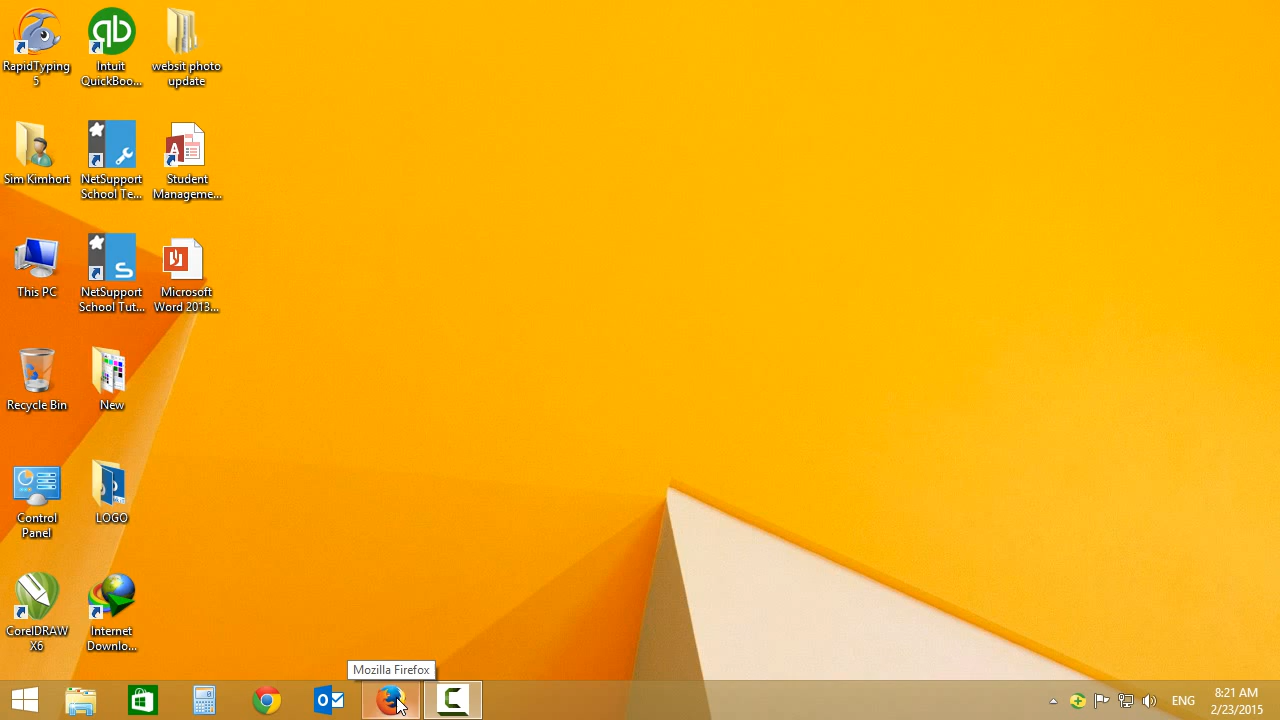 RapidTyping
5
Intuit
QuickBoo...
websit photo
update
Sim Kimhort
NetSupport
School Te...
Student
Manageme...
This PC
NetSupport
School Tut...
Microsoft
Word 2013...
Recycle Bin
New
Control
Panel
LOGO
CorelDRAW
X6
Internet
Downlo...
Mozilla Firefox
ENG
8:21 AM
2/23/2015